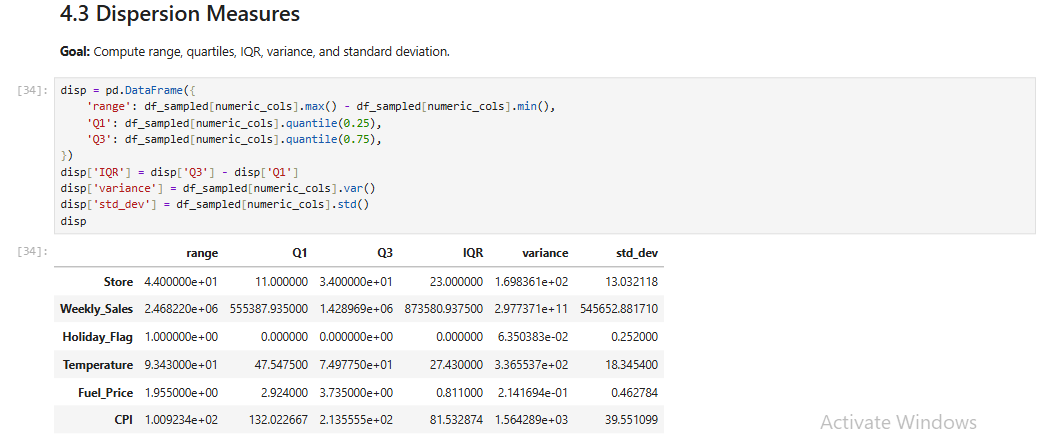 4.3 Dispersion Measures
Goal: Compute range, quartiles, IQR, variance, and standard deviation.
[34]: disp = pd.DataFrame({
'range': df_sampled[numeric_cols].max() - df_sampled[numeric_cols].min(),
'Q1': df_sampled[numeric_cols].quantile(0.25),
'Q3': df_sampled[numeric_cols].quantile(0.75),
})
disp['IQR'] = disp['Q3'] - disp['Q1']
disp['variance'] = df_sampled[numeric_cols].var()
disp['std_dev'] = df_sampled[numeric_cols].std()
disp
[34]: range Q1 Q3 IQR variance std_dev
Store 4.400000e+01 11.000000 3.400000e+01 23.000000 1.698361e+02 13.032118
Weekly_Sales 2.468220e+06 555387.935000 1.428969e+06 873580.937500 2.977371e+11 545652.881710
Holiday_Flag 1.000000e+00 0.000000 0.000000e+00 0.000000 6.350383e-02 0.252000
Temperature 9.343000e+01 47.547500 7.497750e+01 27.430000 3.365537e+02 18.345400
Fuel_Price 1.955000e+00 2.924000 3.735000e+00 0.811000 2.141694e-01 0.462784
CPI 1.009234e+02 132.022667 2.135555e+02 81.532874 1.564289e+03 39.551099
Activate Windows